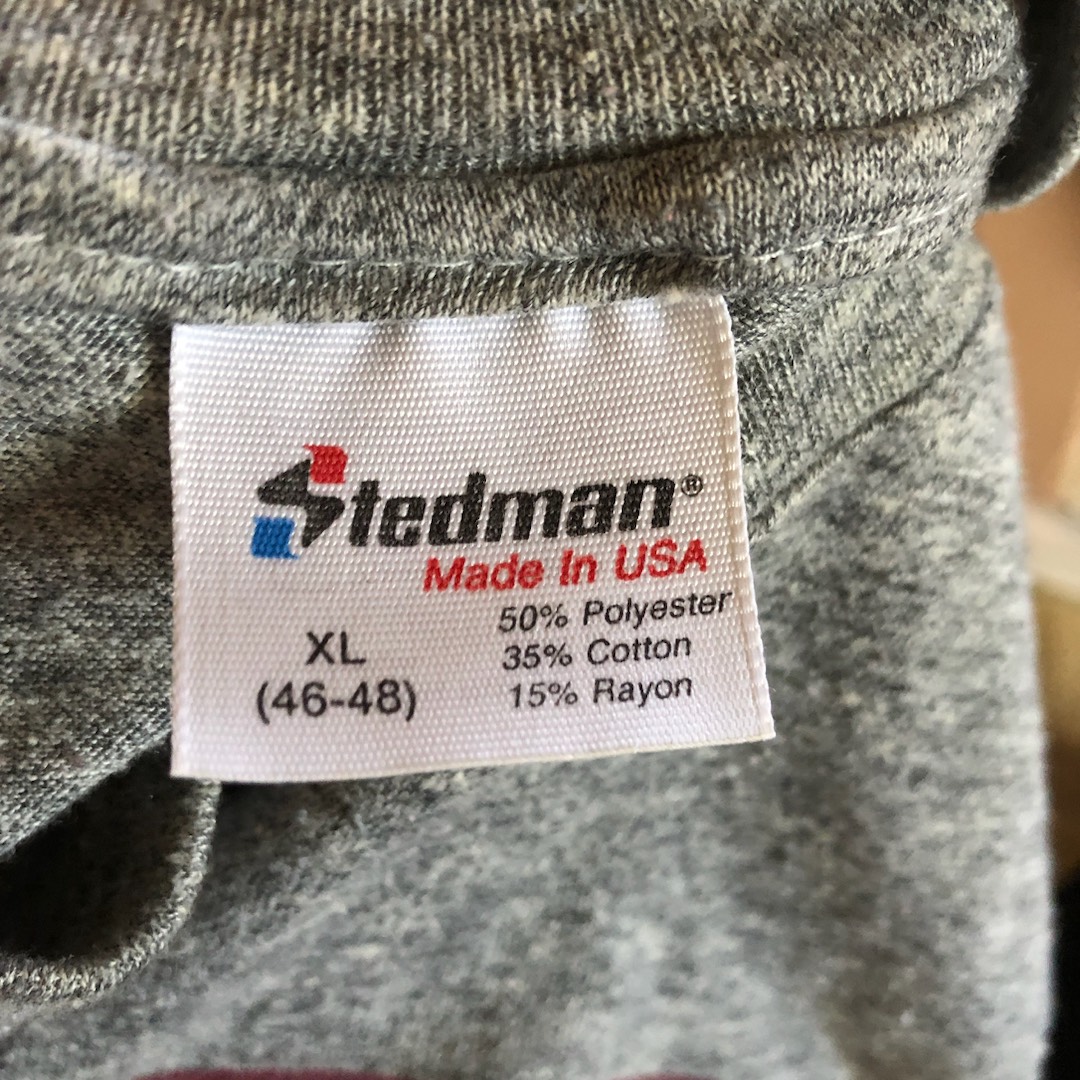 Stedman®
Made In USA
50% Polyester
35% Cotton
15% Rayon
XL
(46-48)